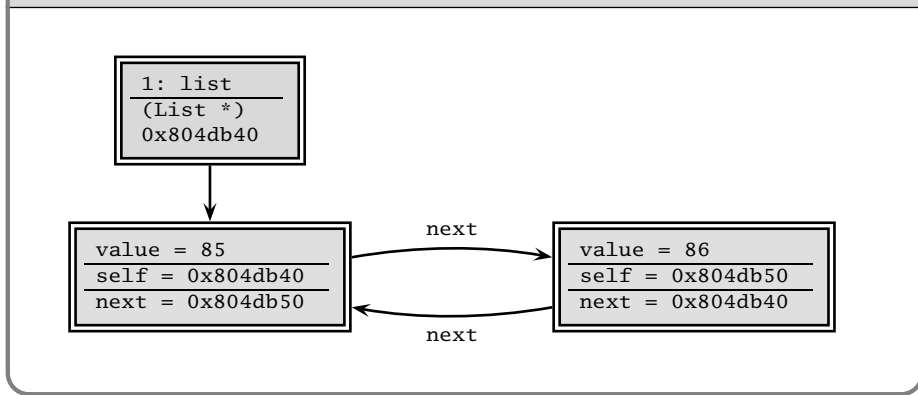 1: list
(List *)
0x804db40
next
value = 85
self = 0x804db40
next = 0x804db50
value = 86
self = 0x804db50
next = 0x804db40
next